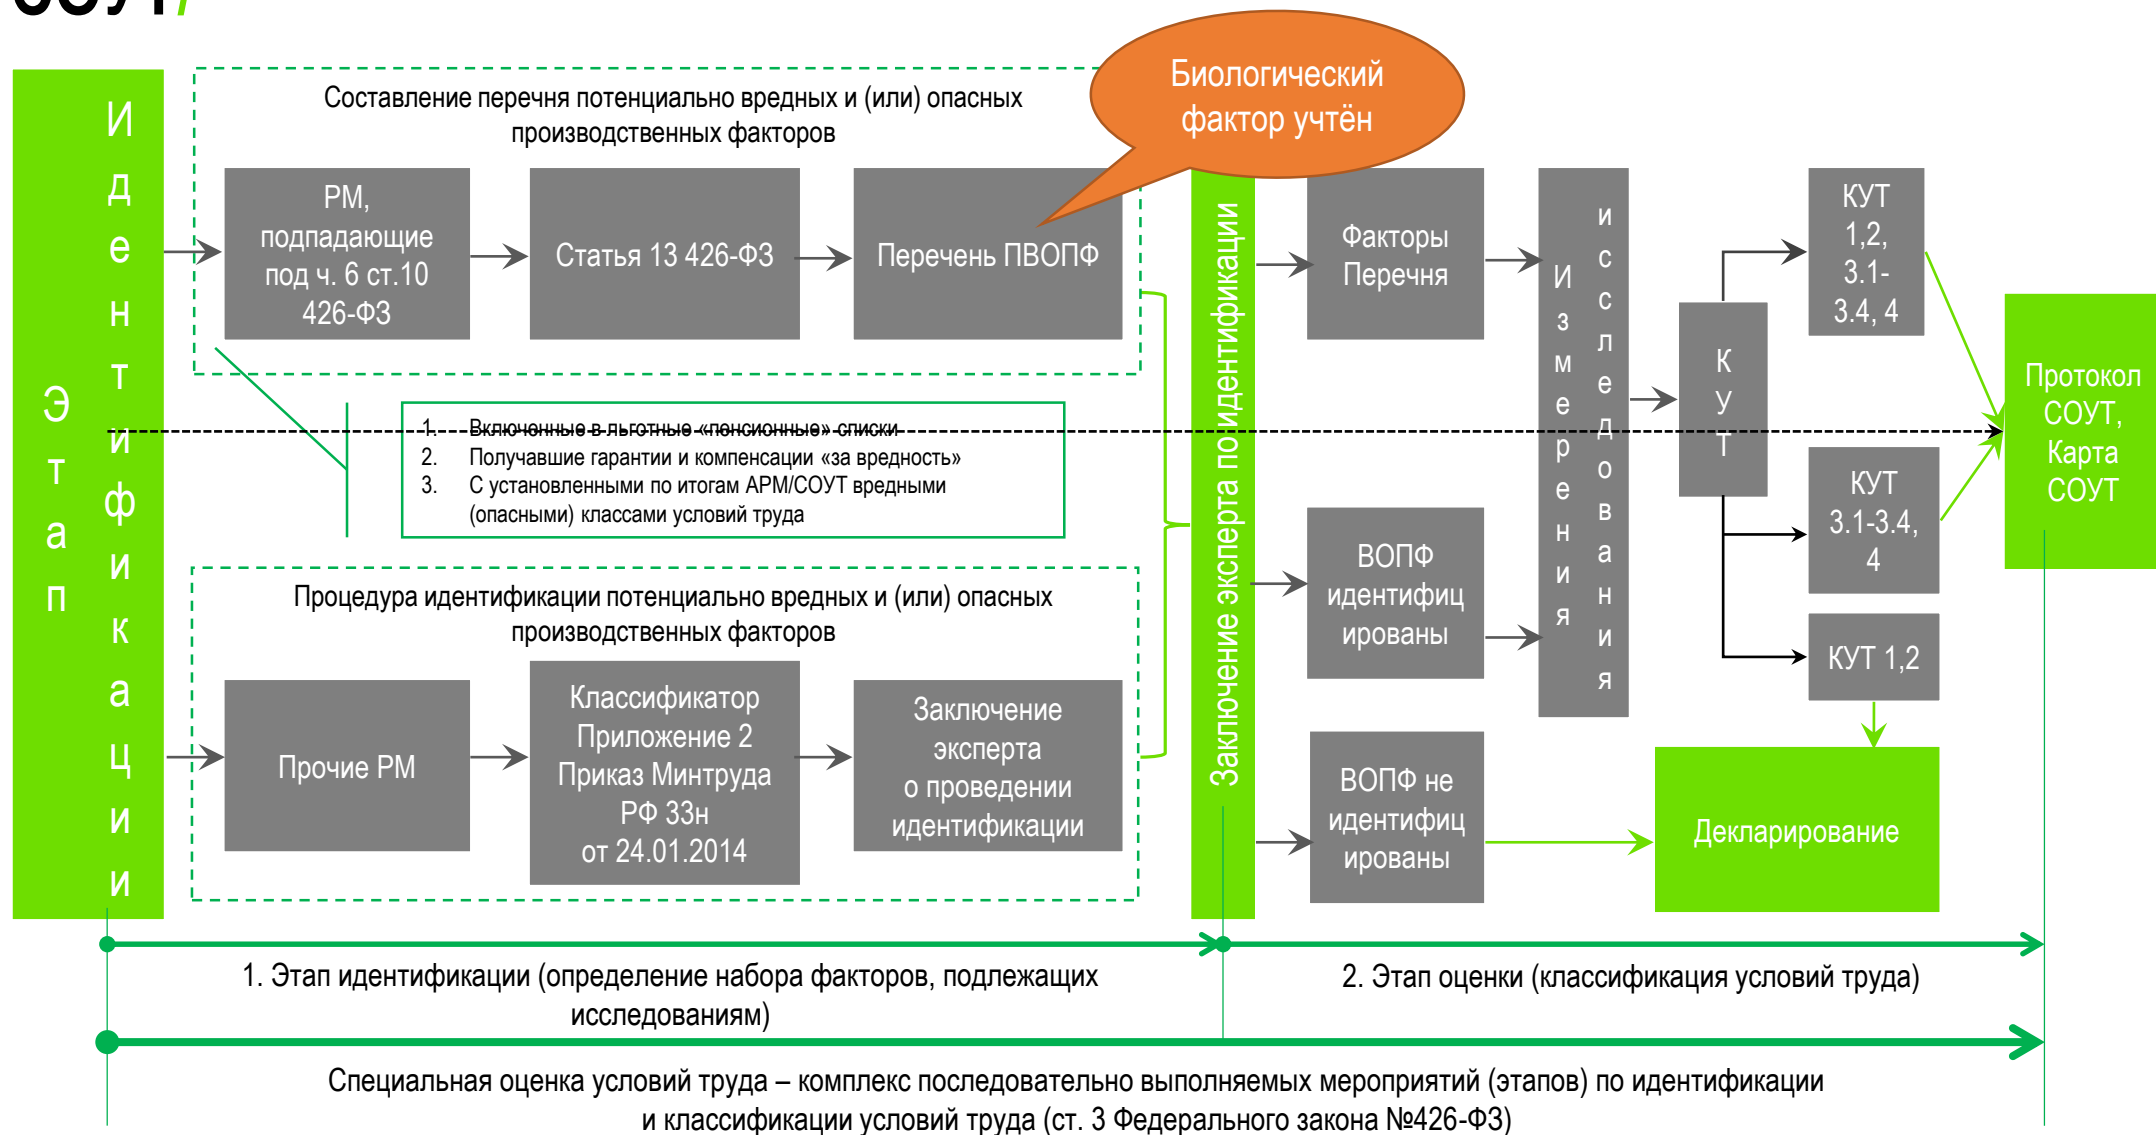 СОУТ/
Биологический
фактор учтён
Этап
Идентификации
Составление перечня потенциально вредных и (или) опасных
производственных факторов
РМ,
подпадающие
под ч. 6 ст.10
426-ФЗ
Статья 13 426-ФЗ
Перечень ПВОПФ
1. Включенные в льготные «пенсионные» списки
2. Получавшие гарантии и компенсации «за вредность»
3. С установленными по итогам АРМ/СОУТ вредными
(опасными) классами условий труда
Процедура идентификации потенциально вредных и (или) опасных
производственных факторов
Прочие РМ
Классификатор
Приложение 2
Приказ Минтруда
РФ 33н
от 24.01.2014
Заключение
эксперта
о проведении
идентификации
Заключение эксперта по идентификации
Факторы
Перечня
ВОПФ
идентифиц
ированы
ВОПФ не
идентифиц
ированы
Измерения
исследования
КУТ
КУТ
1,2,
3.1-
3.4, 4
КУТ
3.1-3.4,
4
КУТ 1,2
Декларирование
Протокол
СОУТ,
Карта
СОУТ
1. Этап идентификации (определение набора факторов, подлежащих
исследованиям)
2. Этап оценки (классификация условий труда)
Специальная оценка условий труда – комплекс последовательно выполняемых мероприятий (этапов) по идентификации
и классификации условий труда (ст. 3 Федерального закона №426-ФЗ)